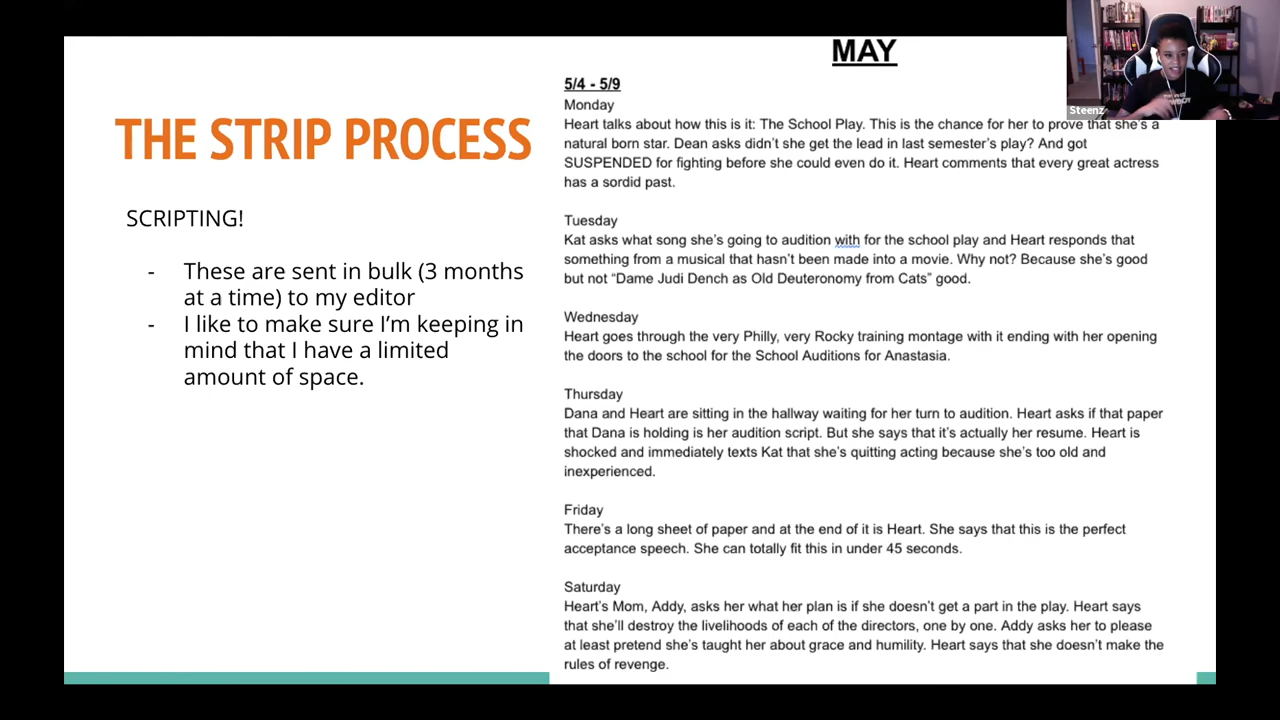 THE STRIP PROCESS
SCRIPTING!
- These are sent in bulk (3 months
at a time) to my editor
- I like to make sure I'm keeping in
mind that I have a limited
amount of space.
MAY
5/4 - 5/9
Monday
Heart talks about how this is it: The School Play. This is the chance for her to prove that she's a
natural born star. Dean asks didn't she get the lead in last semester's play? And got
SUSPENDED for fighting before she could even do it. Heart comments that every great actress
has a sordid past.
Tuesday
Kat asks what song she's going to audition with for the school play and Heart responds that
something from a musical that hasn't been made into a movie. Why not? Because she's good
but not “Dame Judi Dench as Old Deuteronomy from Cats” good.
Wednesday
Heart goes through the very Philly, very Rocky training montage with it ending with her opening
the doors to the school for the School Auditions for Anastasia.
Thursday
Dana and Heart are sitting in the hallway waiting for her turn to audition. Heart asks if that paper
that Dana is holding is her audition script. But she says that it's actually her resume. Heart is
shocked and immediately texts Kat that she's quitting acting because she's too old and
inexperienced.
Friday
There's a long sheet of paper and at the end of it is Heart. She says that this is the perfect
acceptance speech. She can totally fit this in under 45 seconds.
Saturday
Heart's Mom, Addy, asks her what her plan is if she doesn't get a part in the play. Heart says
that she'll destroy the livelihoods of each of the directors, one by one. Addy asks her to please
at least pretend she's taught her about grace and humility. Heart says that she doesn't make the
rules of revenge.
Steenz